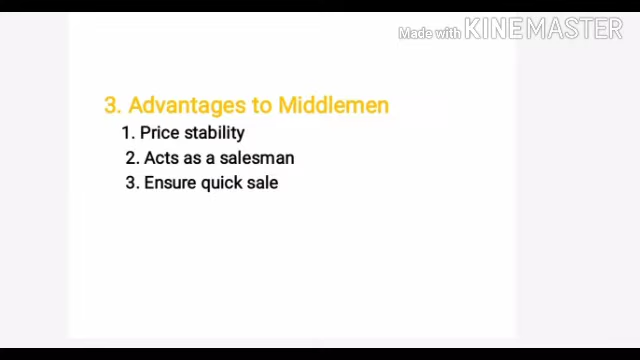 Made with KINEMASTER
3. Advantages to Middlemen
1. Price stability
2. Acts as a salesman
3. Ensure quick sale